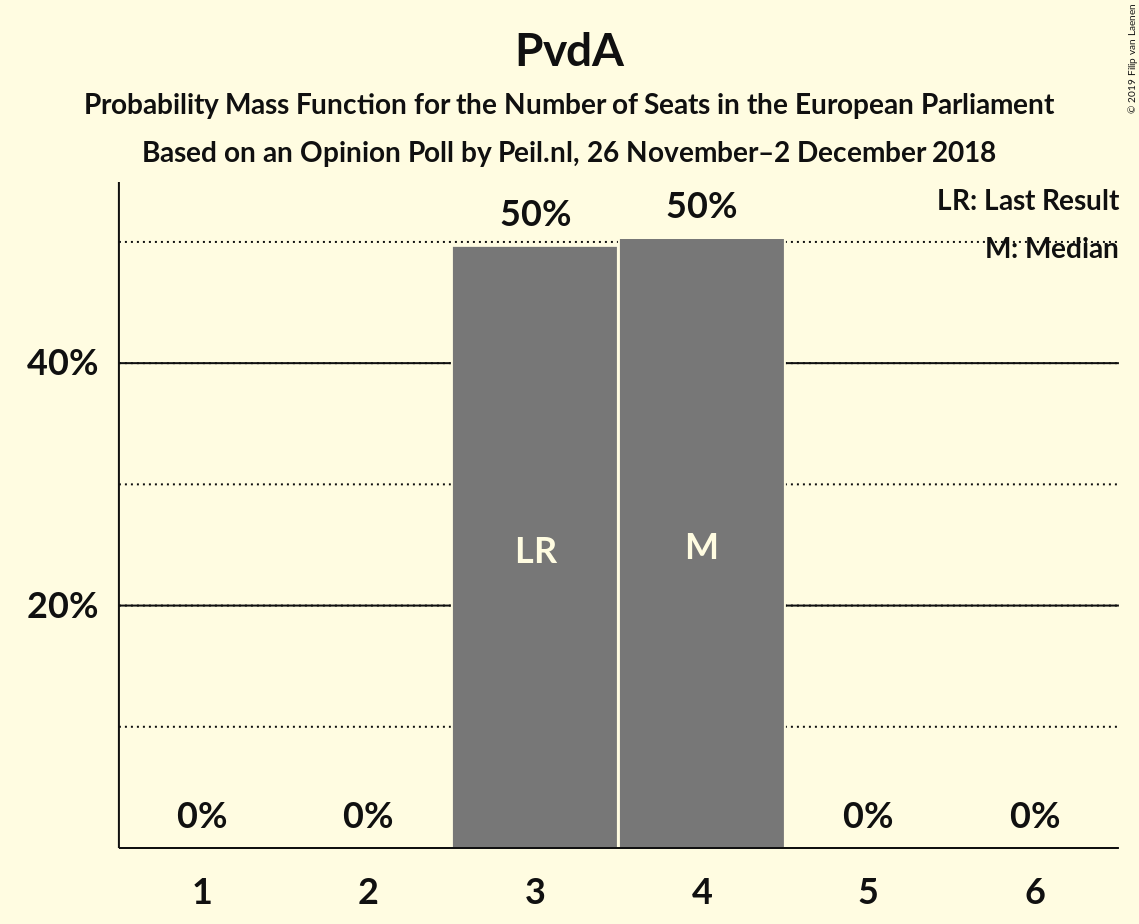 PvdA
Probability Mass Function for the Number of Seats in the European Parliament
Based on an Opinion Poll by Peil.nl, 26 November–2 December 2018
© 2019 Filip van Laenen
LR: Last Result
M: Median
50%
50%
40%
20%
LR
M
0%
0%
0%
0%
1
2
3
4
5
6